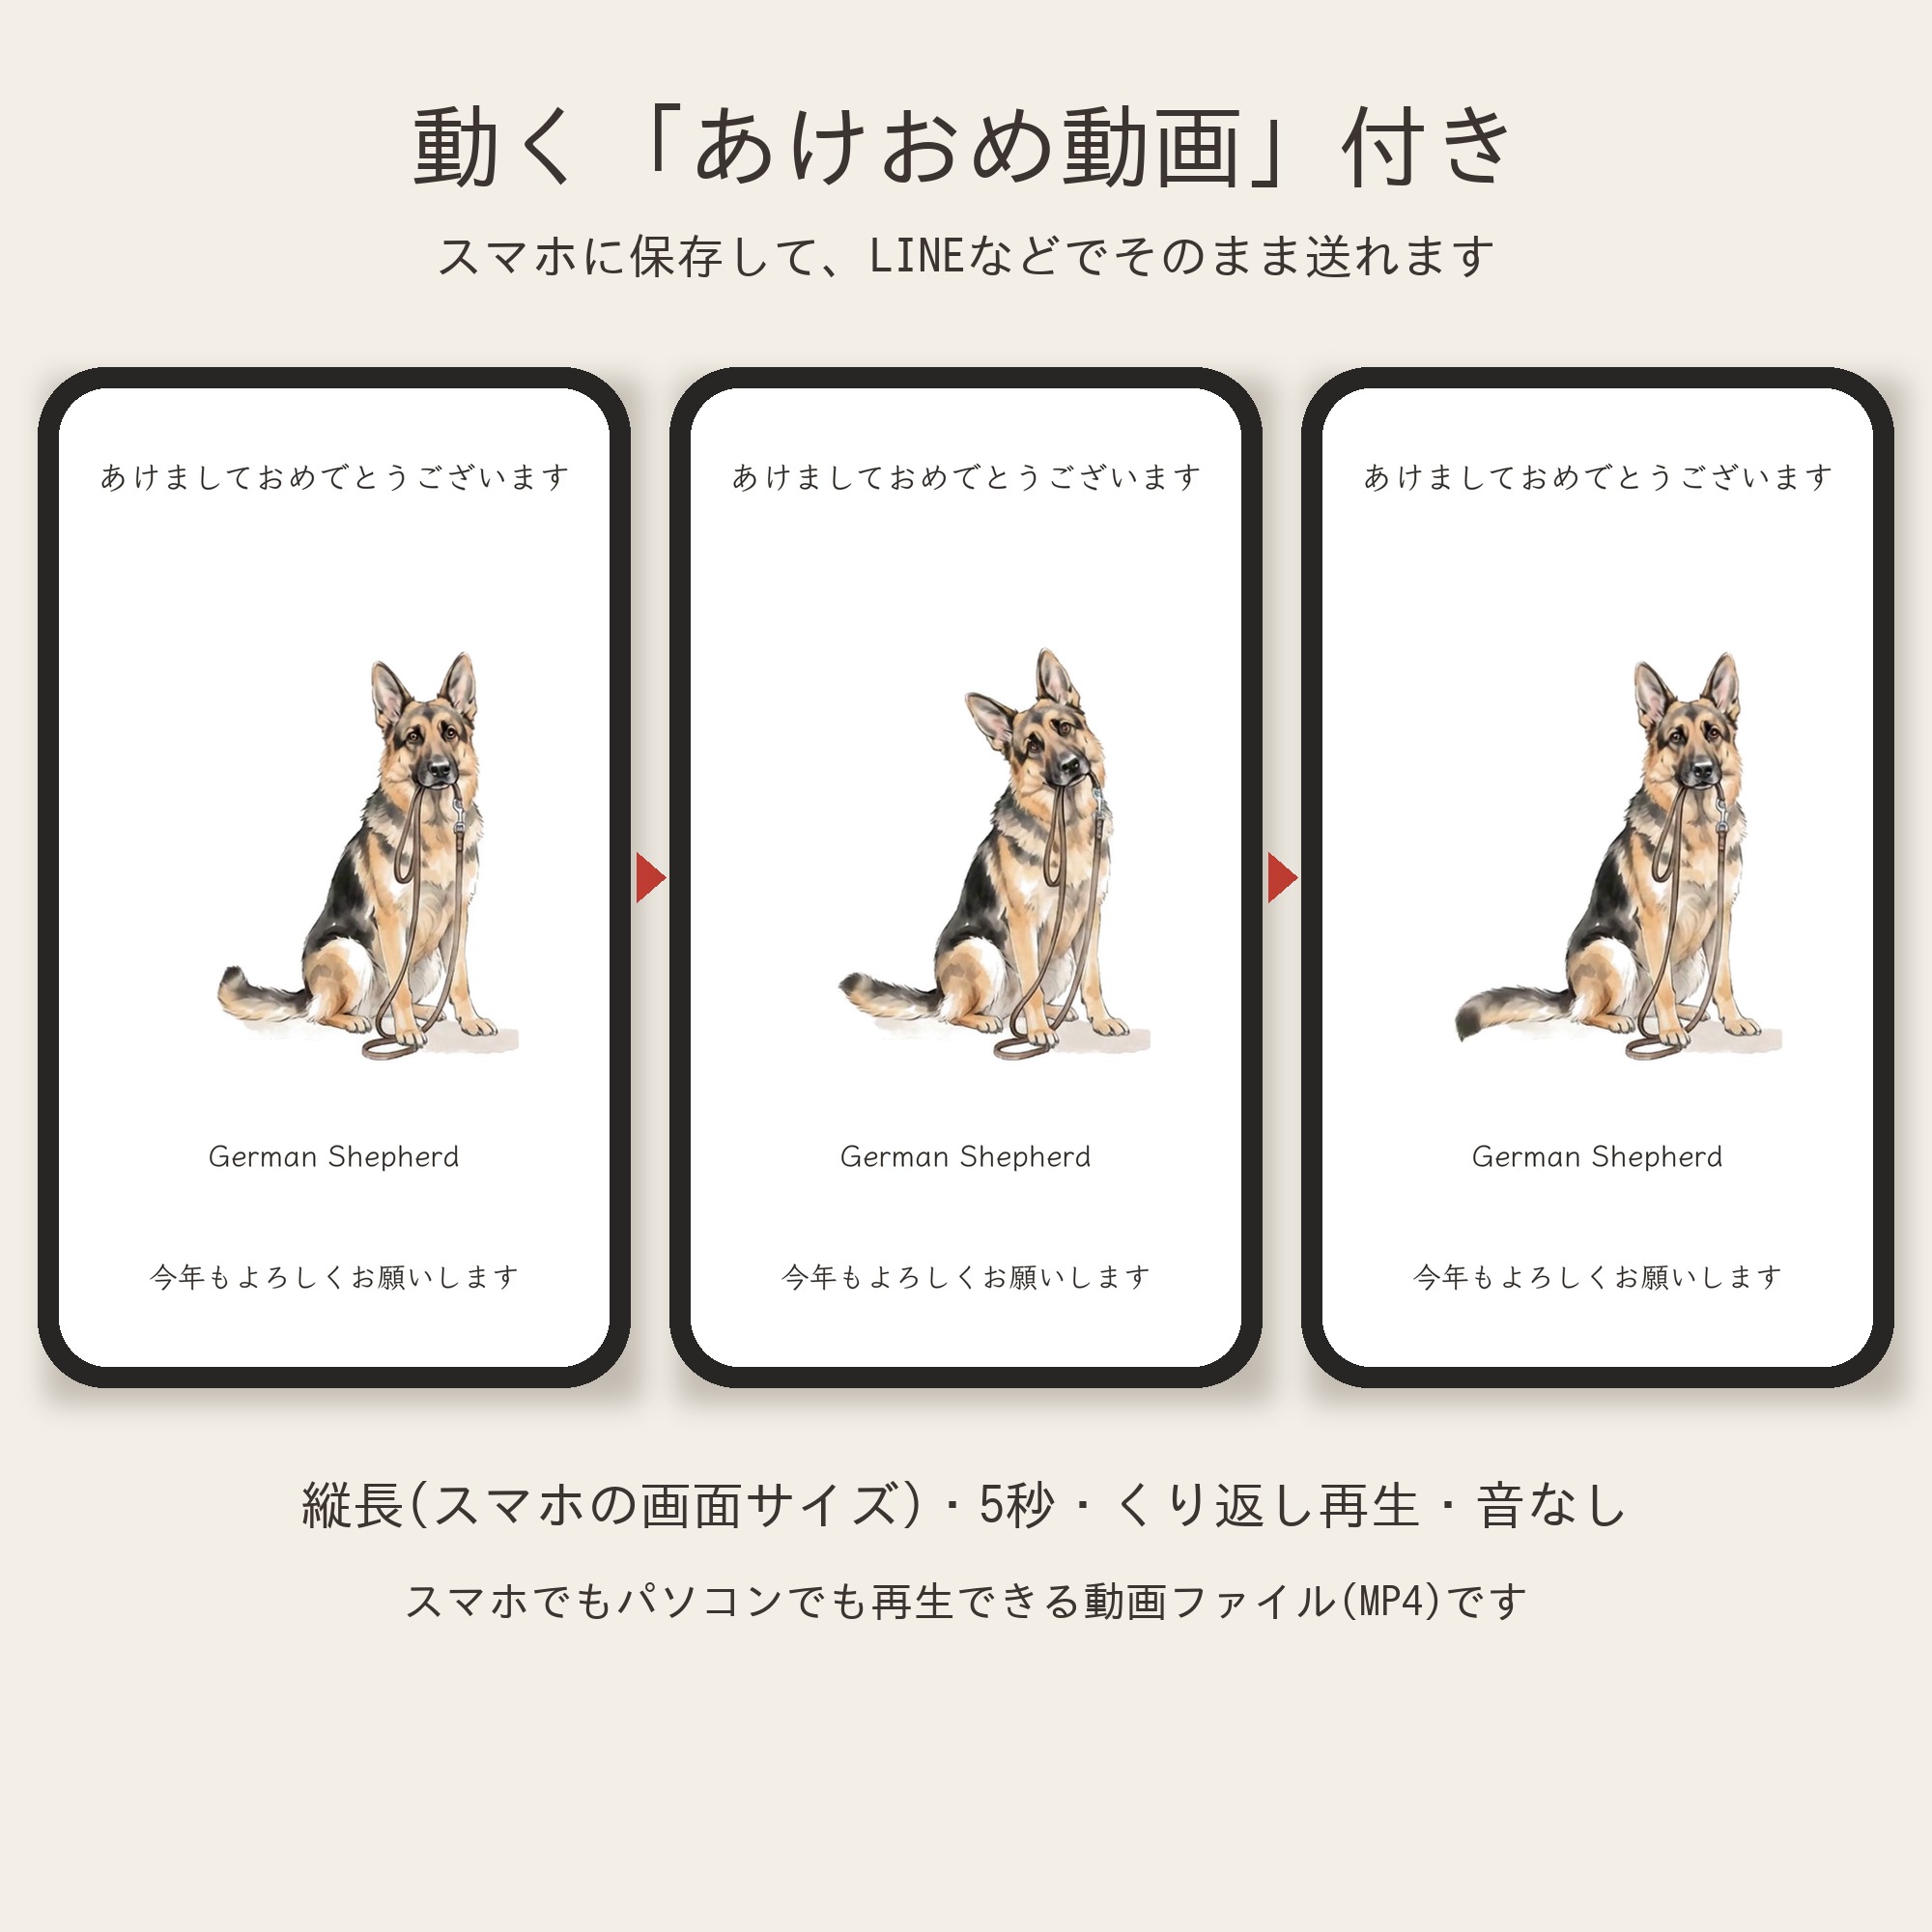 動く「あけおめ動画」付き
スマホに保存して、LINEなどでそのまま送れます
あけましておめでとうございます
German Shepherd
今年もよろしくお願いします
あけましておめでとうございます
German Shepherd
今年もよろしくお願いします
あけましておめでとうございます
German Shepherd
今年もよろしくお願いします
縦長(スマホの画面サイズ)・5秒・くり返し再生・音なし
スマホでもパソコンでも再生できる動画ファイル(MP4)です